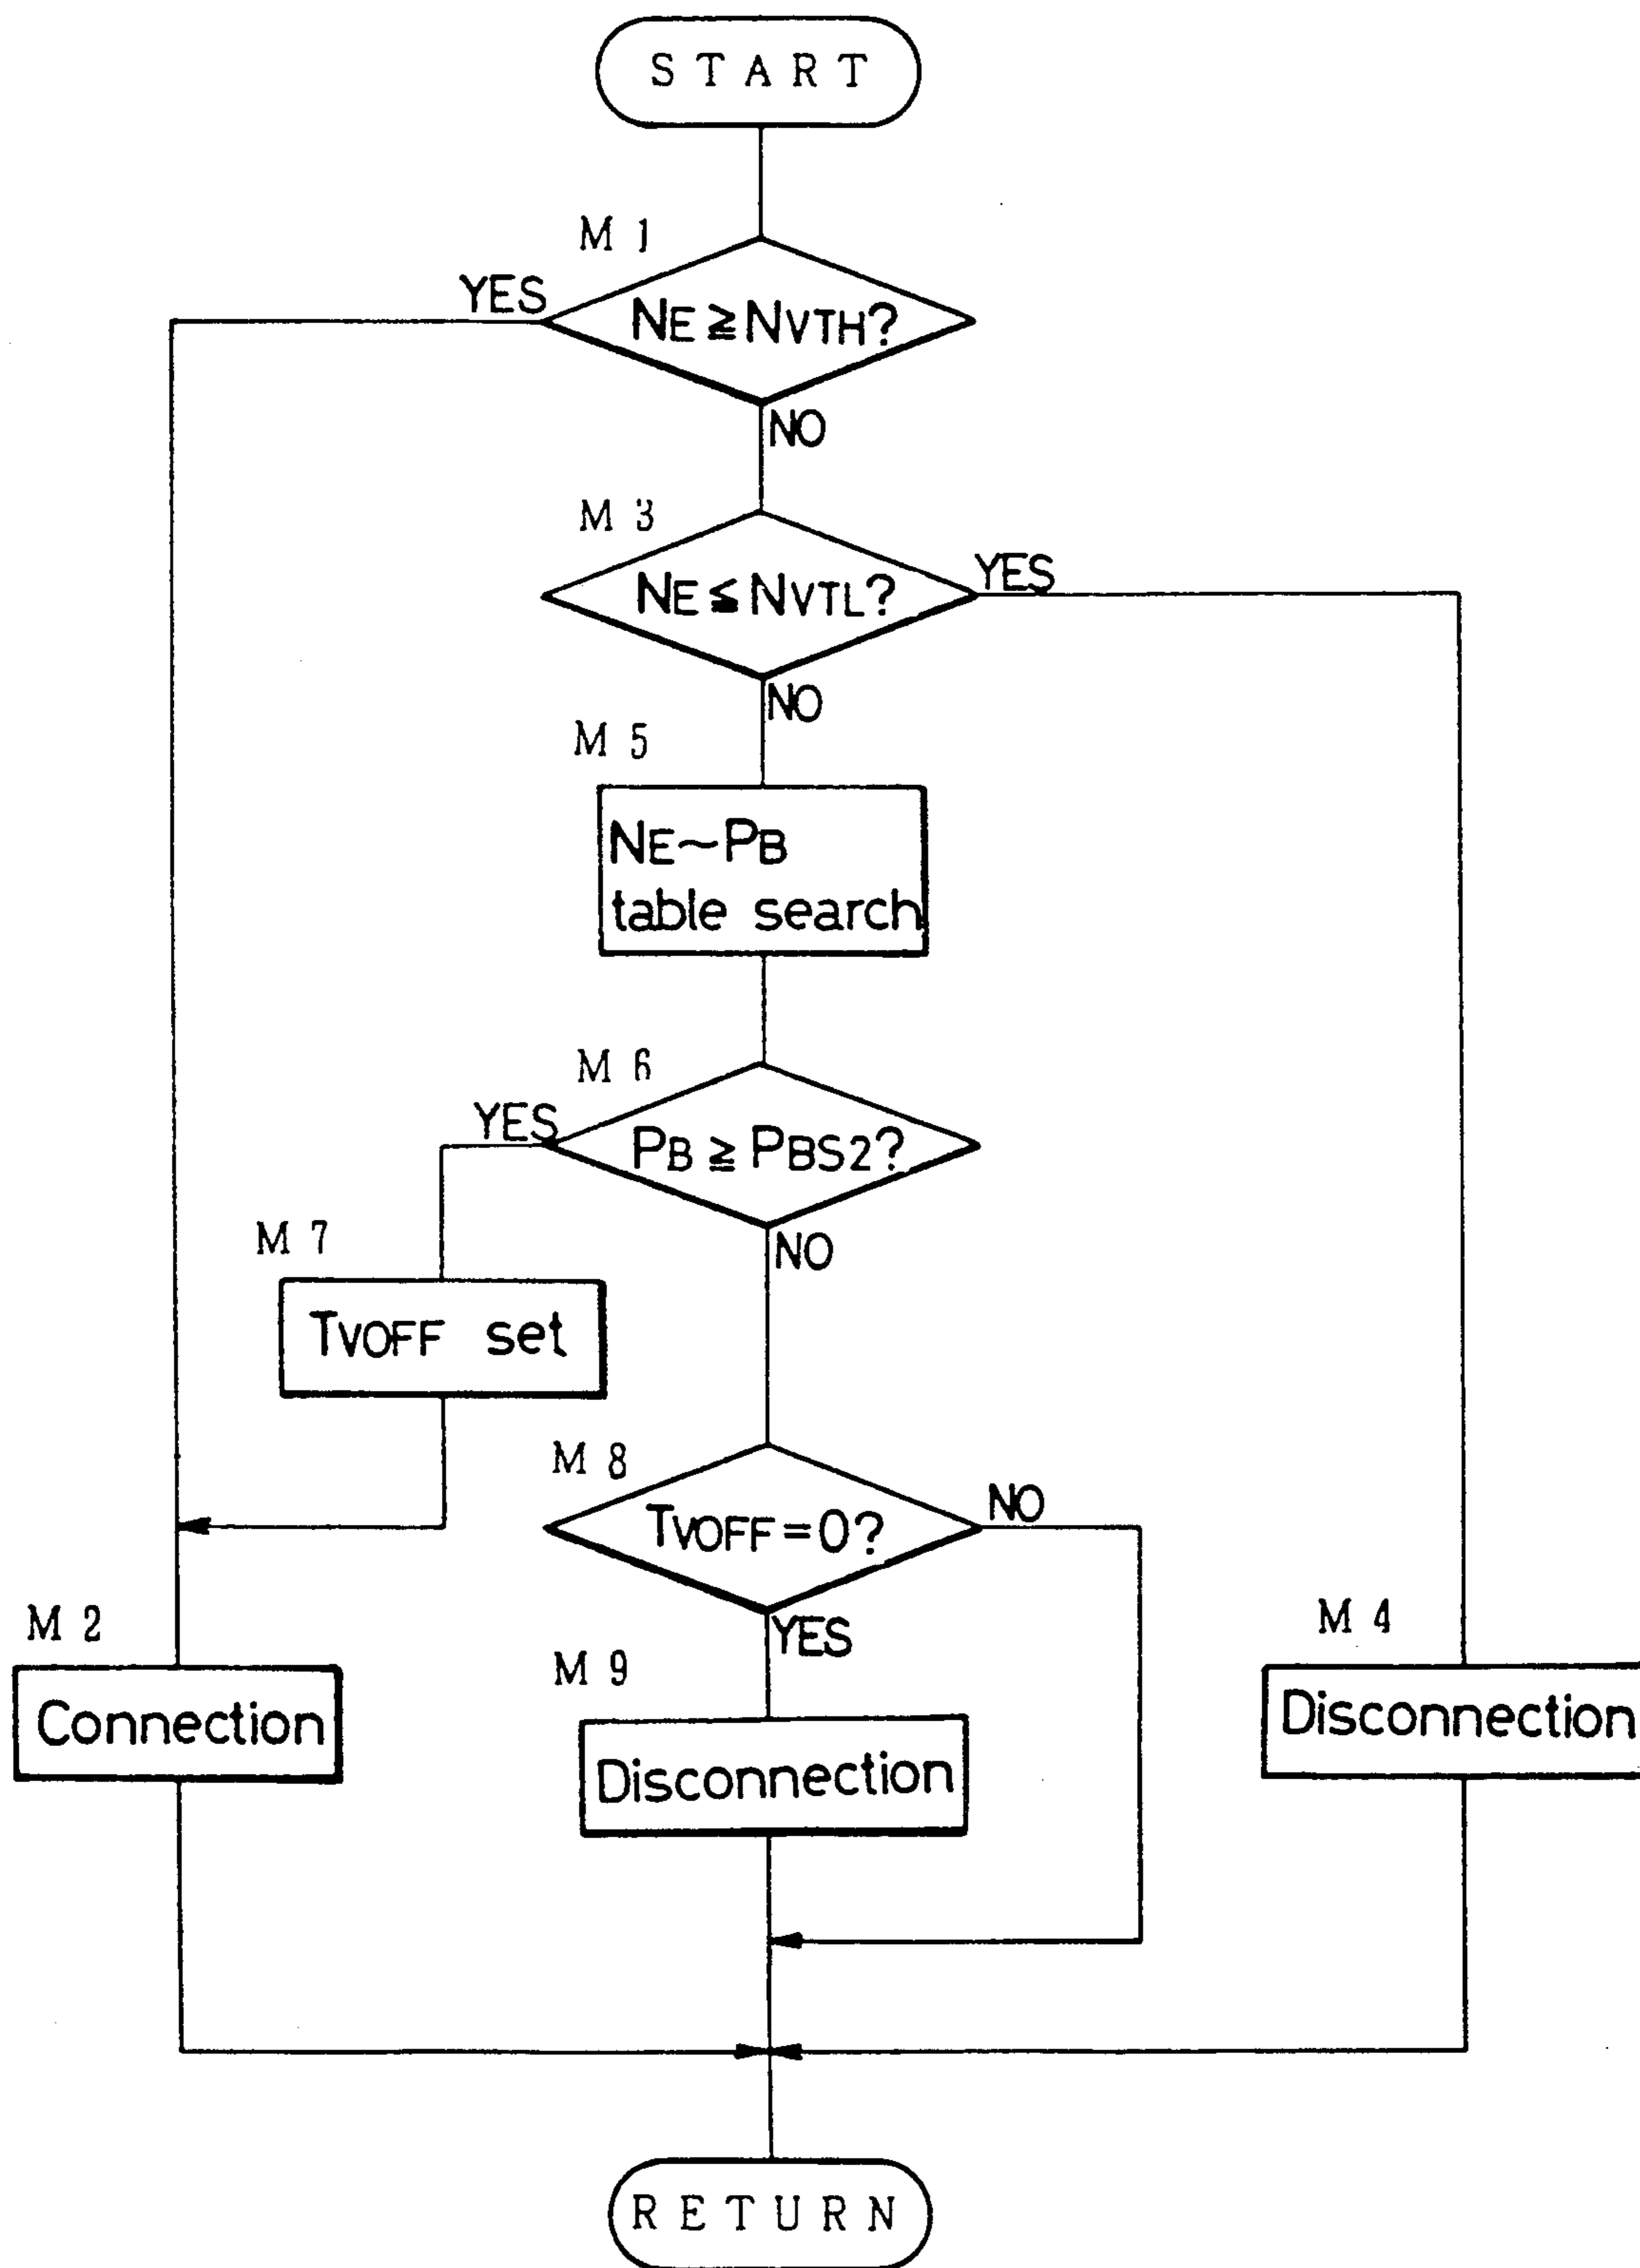 START
M 1
YES
NE≧NVTH?
NO
M 3
NE≦NVTL?
YES
NO
M 5
NE~PB
table search
M 6
YES
PB≧PBS2?
NO
M 7
TVOFF set
M 8
TVOFF=0?
NO
YES
M 2
Connection
M 9
Disconnection
M 4
Disconnection
RETURN